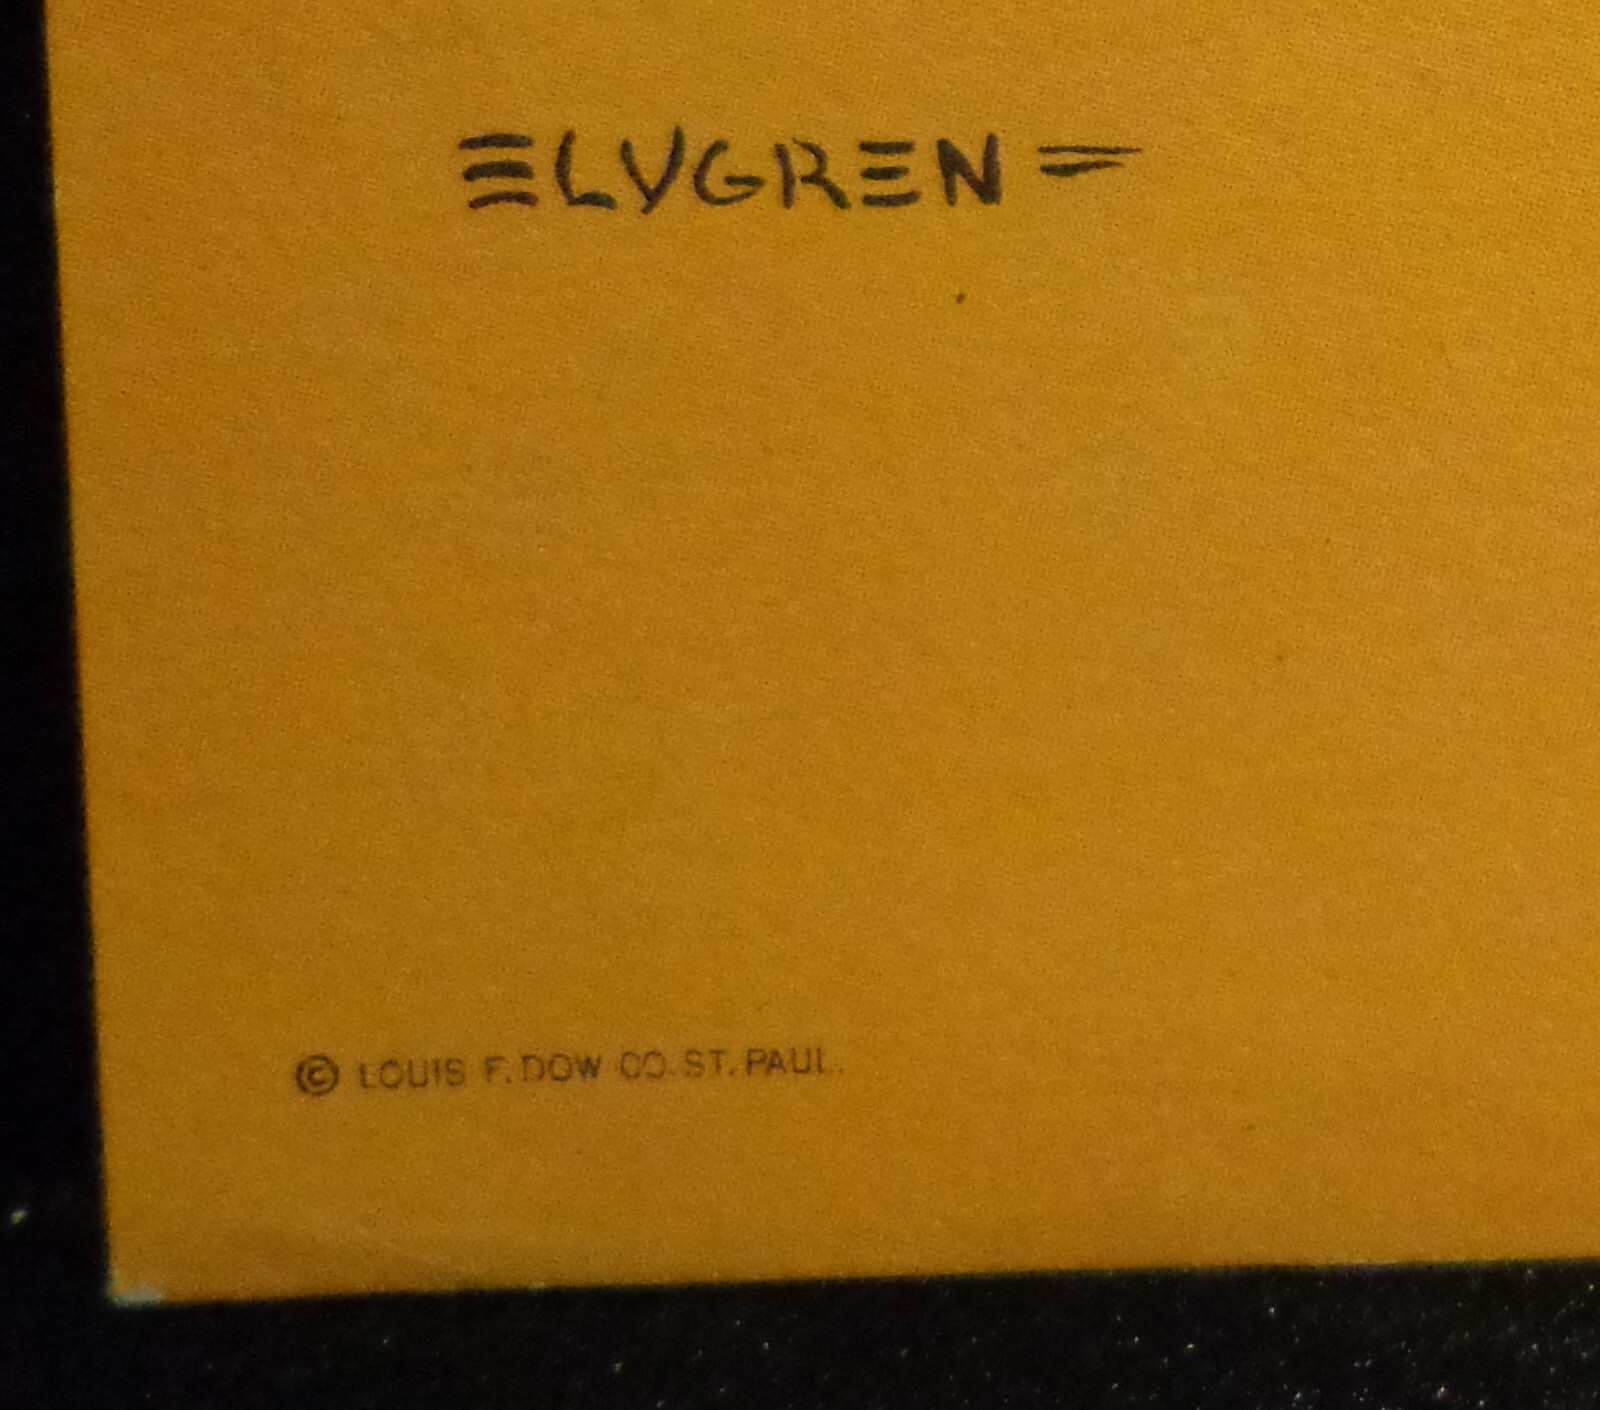 ELVGREN =
© LOUIS F. DOW CO. ST. PAUL.